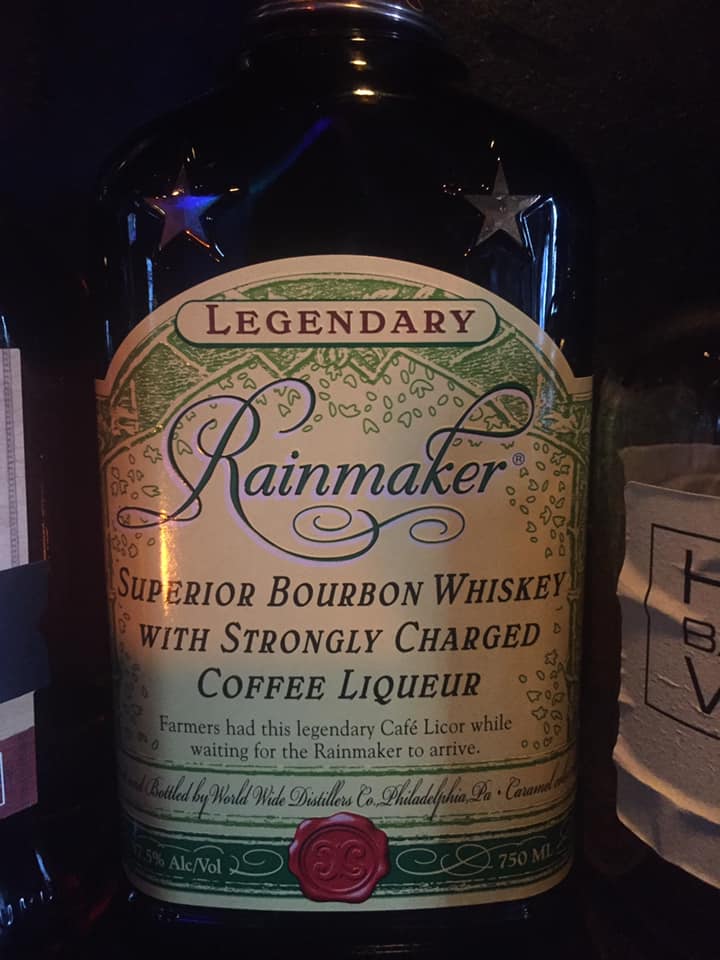 LEGENDARY
Rainmaker®
SUPERIOR BOURBON WHISKEY
WITH STRONGLY CHARGED
COFFEE LIQUEUR
Farmers had this legendary Café Licor while
waiting for the Rainmaker to arrive.
and Bottled by World Wide Distillers Co. Philadelphia, Pa • Caramel
Alc/Vol
750 ML